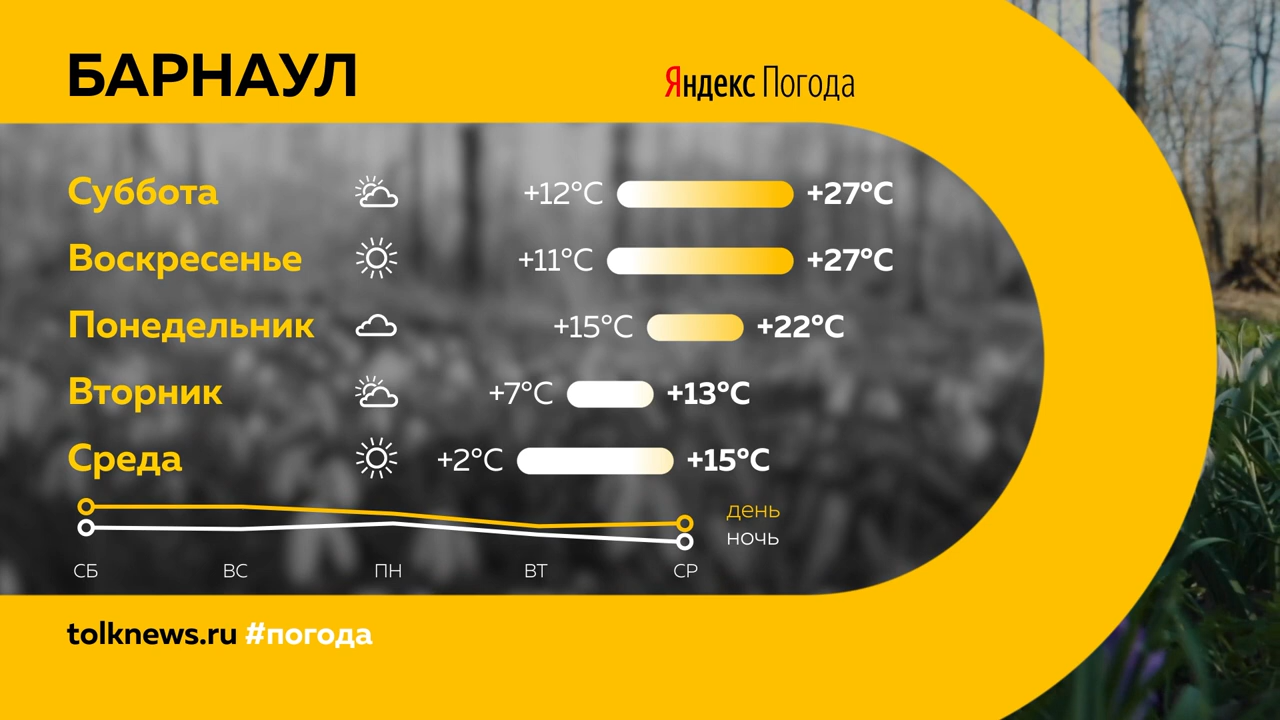 БАРНАУЛ
Яндекс Погода
Суббота +12°C +27°C
Воскресенье +11°C +27°C
Понедельник +15°C +22°C
Вторник +7°C +13°C
Среда +2°C +15°C
день
ночь
СБ ВС ПН ВТ СР
tolknews.ru #погода